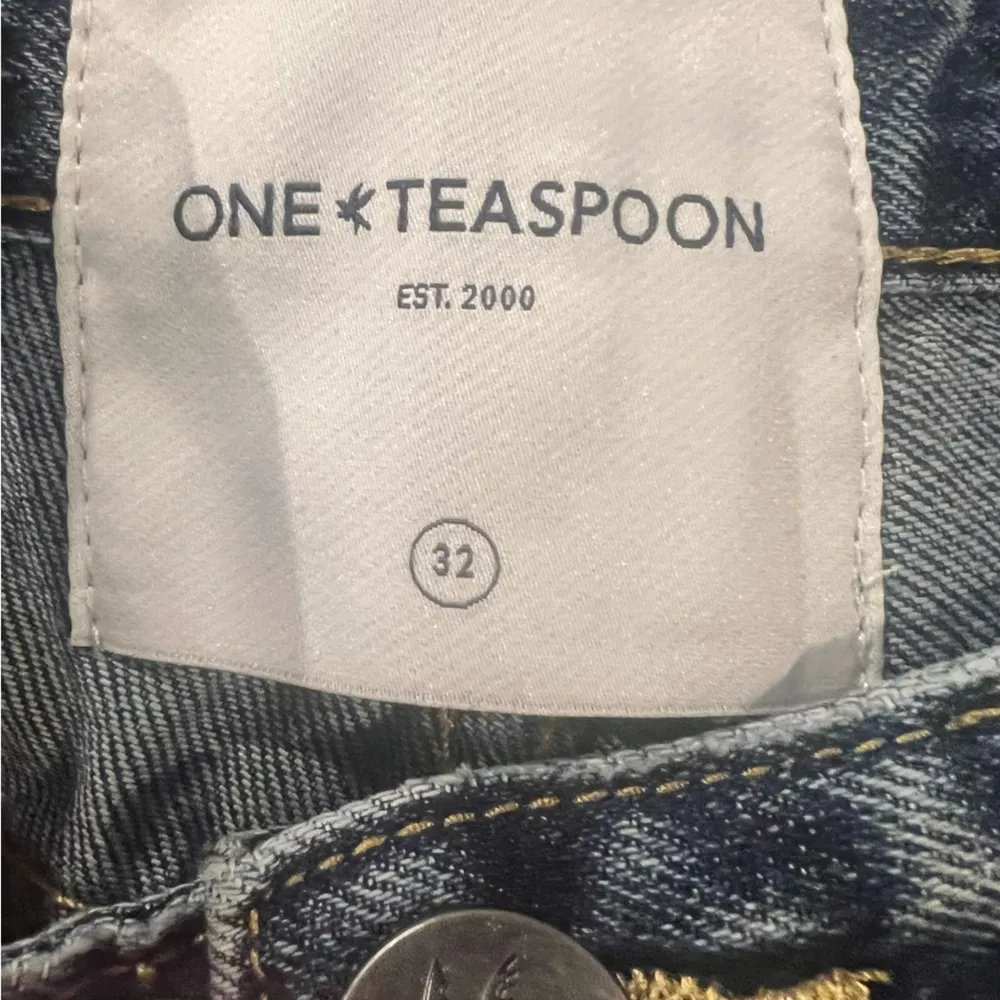 ONE TEASPOON
EST. 2000
32